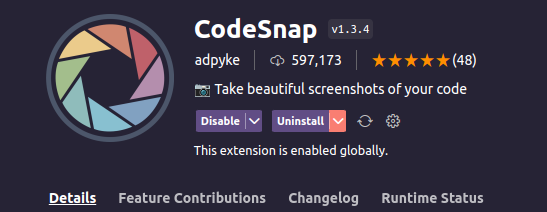 CodeSnap v1.3.4
adpyke 597,173 (48)
Take beautiful screenshots of your code
Disable Uninstall
This extension is enabled globally.
Details Feature Contributions Changelog Runtime Status